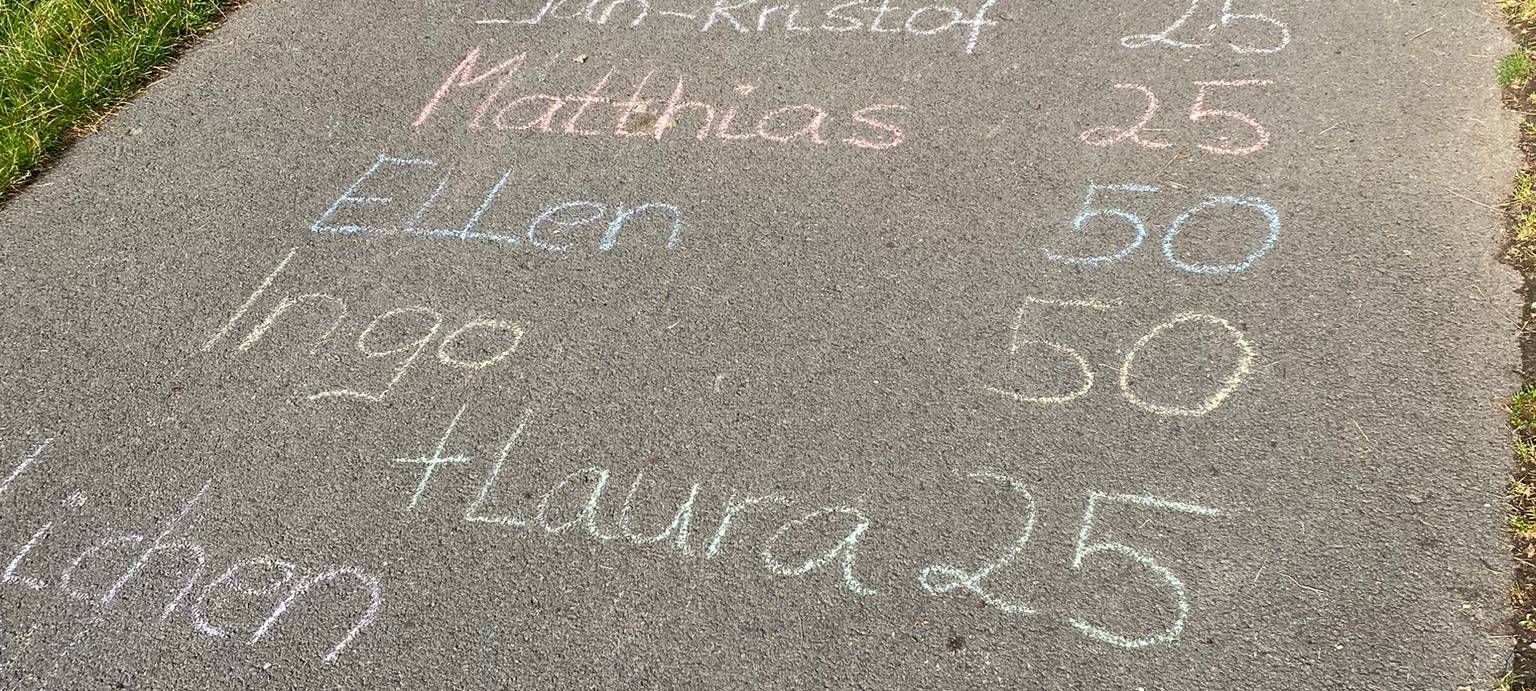 Jan-Kristof 25
Matthias 25
Ellen 50
Ingo 50
+Laura 25